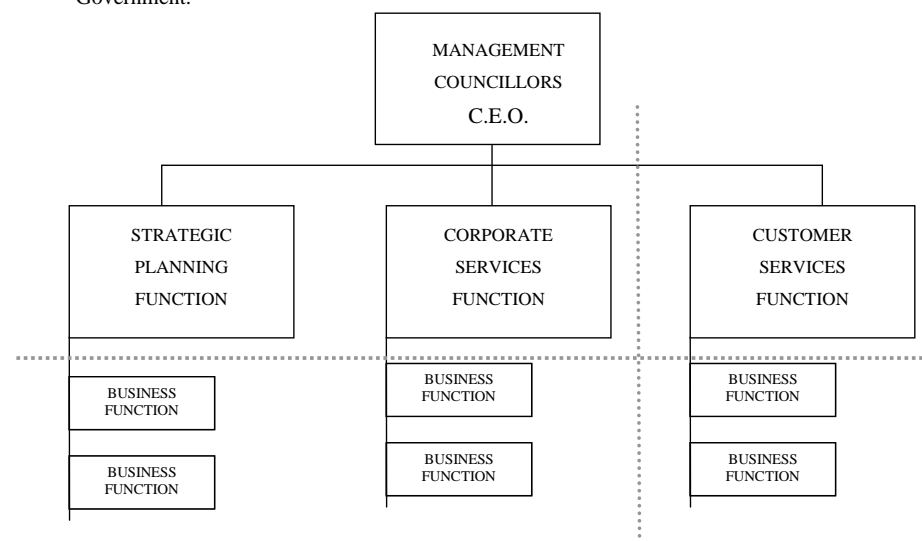 Government.
MANAGEMENT
COUNCILLORS
C.E.O.
STRATEGIC
PLANNING
FUNCTION
CORPORATE
SERVICES
FUNCTION
CUSTOMER
SERVICES
FUNCTION
BUSINESS
FUNCTION
BUSINESS
FUNCTION
BUSINESS
FUNCTION
BUSINESS
FUNCTION
BUSINESS
FUNCTION
BUSINESS
FUNCTION